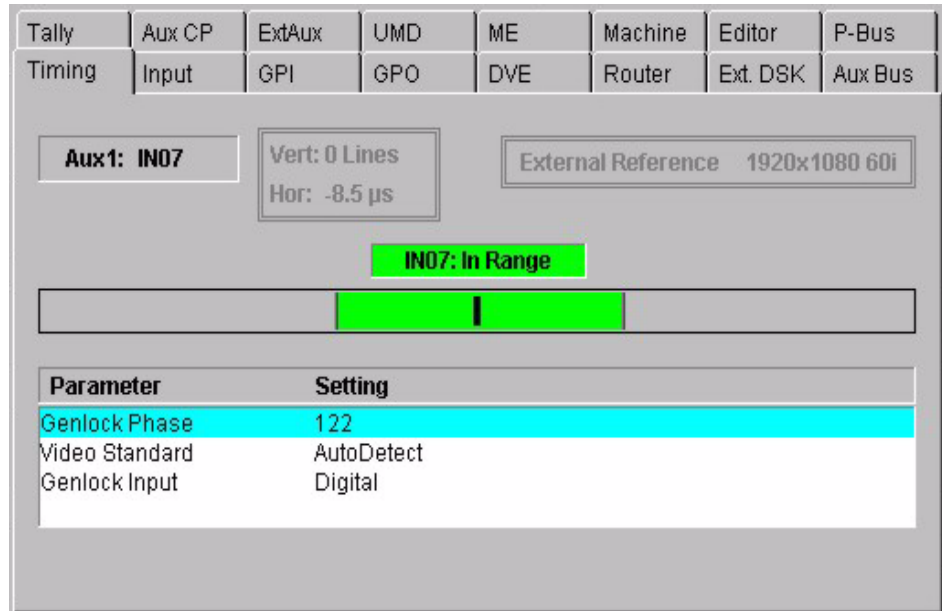 Tally Aux CP ExtAux UMD ME Machine Editor P-Bus
Timing Input GPI GPO DVE Router Ext. DSK Aux Bus
Aux1: IN07
Vert: 0 Lines
Hor: -8.5 µs
External Reference 1920x1080 60i
IN07: In Range
Parameter Setting
Genlock Phase 122
Video Standard AutoDetect
Genlock Input Digital